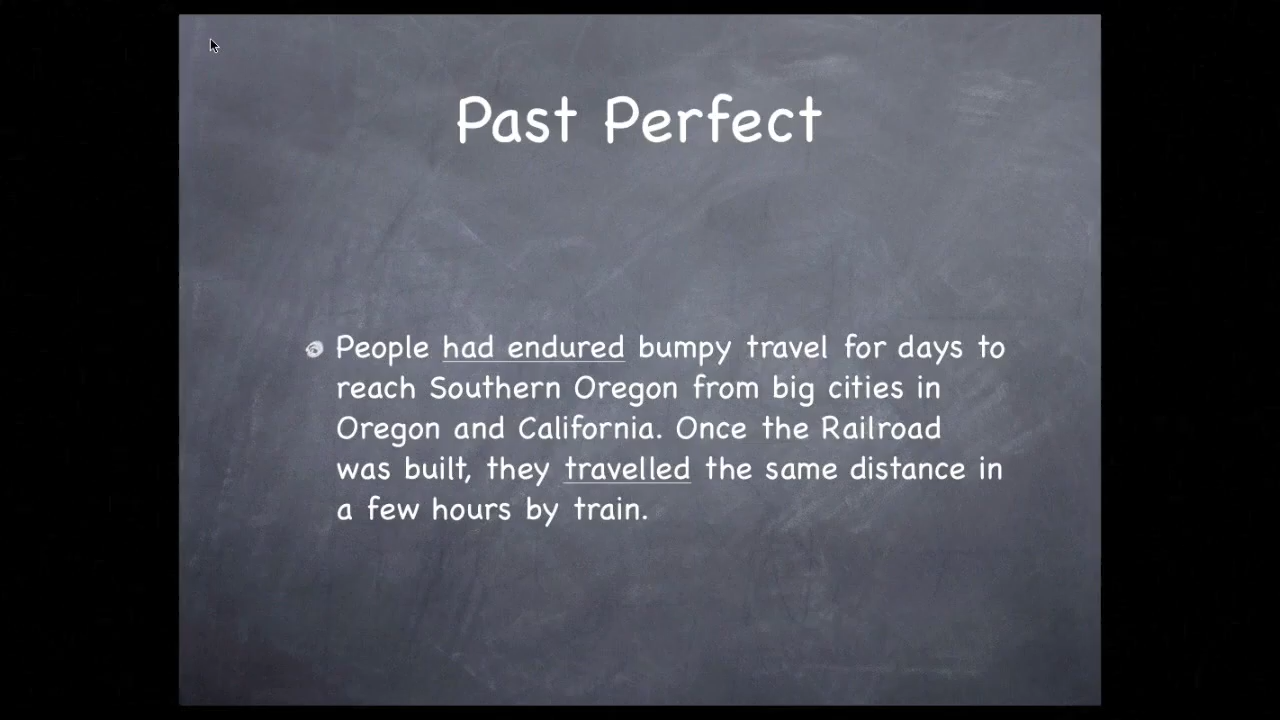 Past Perfect
People had endured bumpy travel for days to
reach Southern Oregon from big cities in
Oregon and California. Once the Railroad
was built, they travelled the same distance in
a few hours by train.